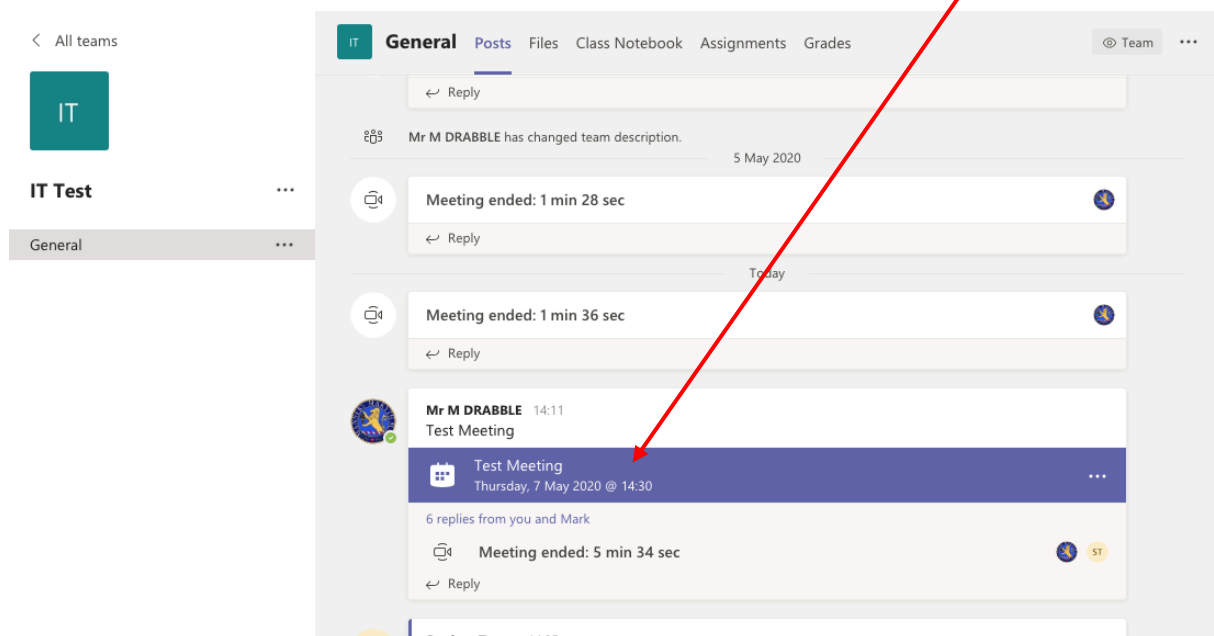 All teams
IT
IT Test
General
IT General Posts Files Class Notebook Assignments Grades Team
Reply
Mr M DRABBLE has changed team description.
5 May 2020
Meeting ended: 1 min 28 sec
Reply
Today
Meeting ended: 1 min 36 sec
Reply
Mr M DRABBLE 14:11
Test Meeting
Test Meeting
Thursday, 7 May 2020 @ 14:30
6 replies from you and Mark
Meeting ended: 5 min 34 sec ST
Reply